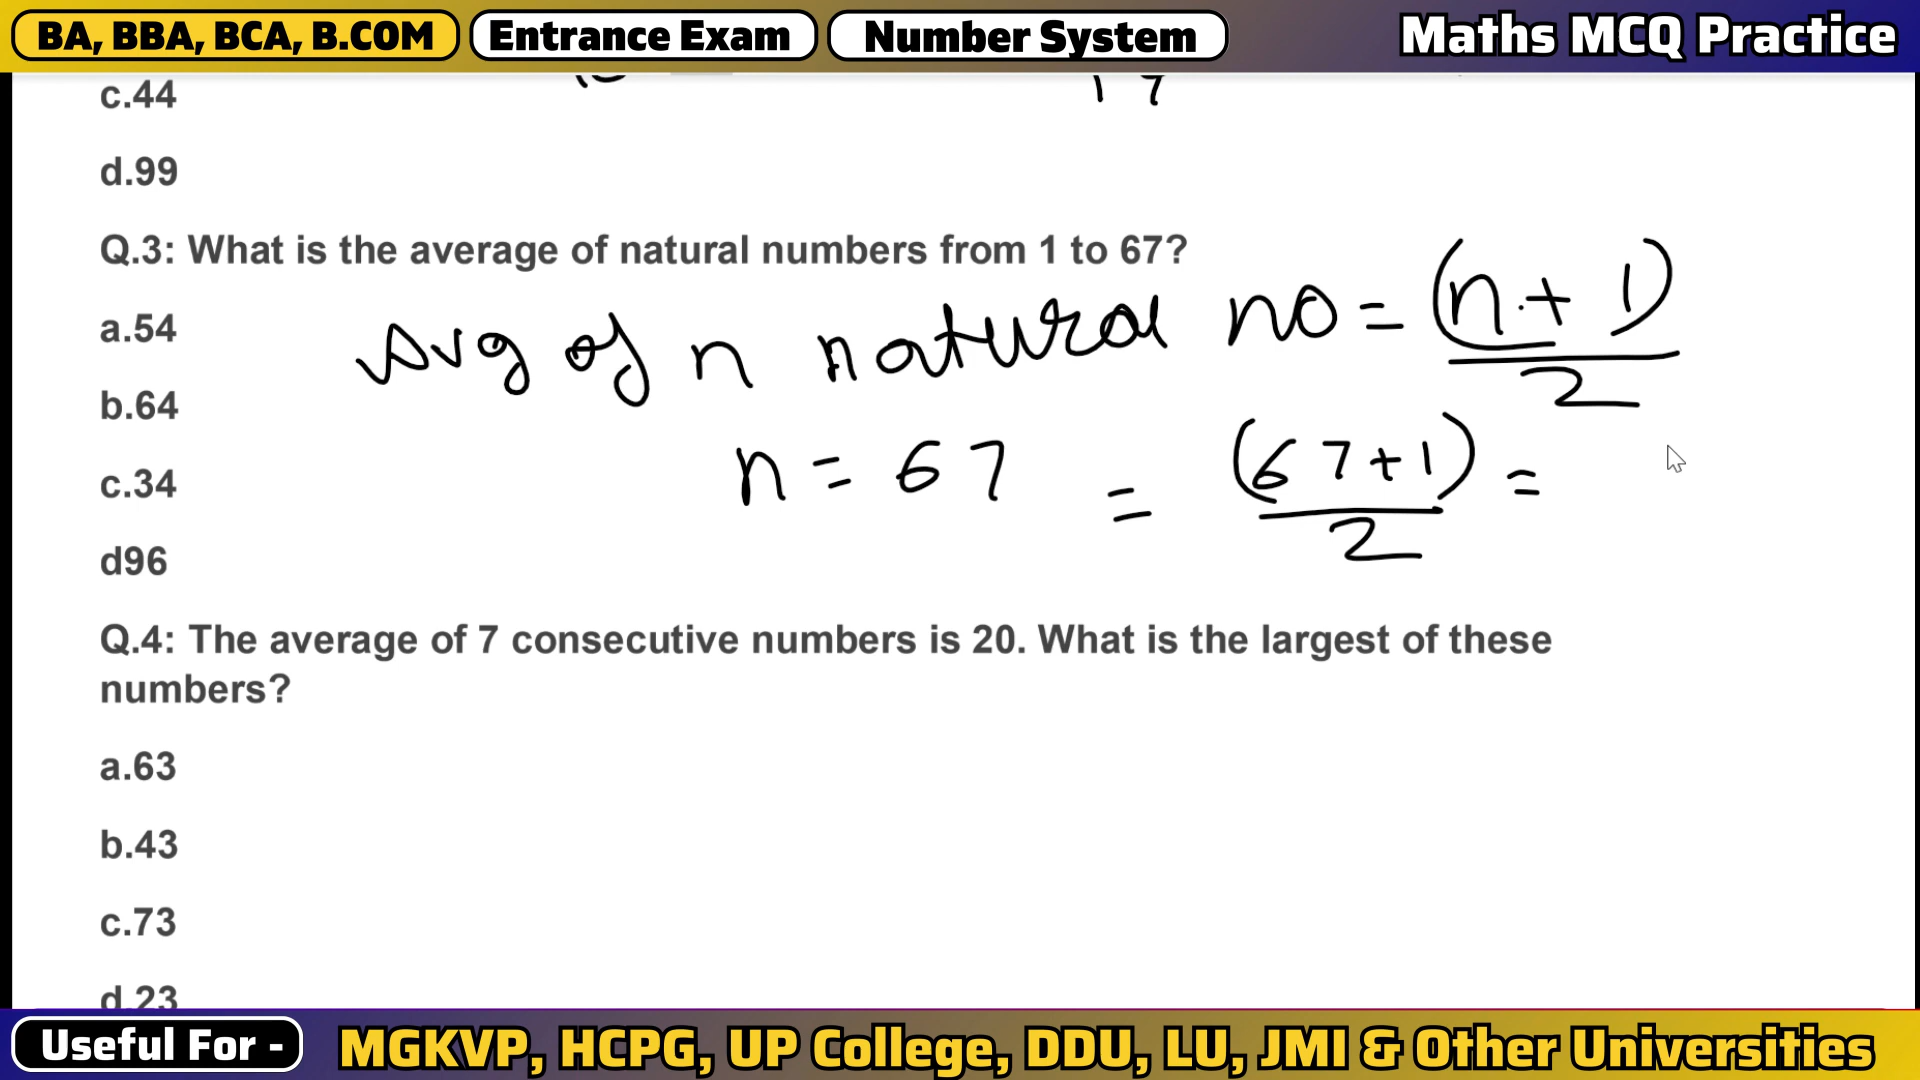 BA, BBA, BCA, B.COM Entrance Exam Number System Maths MCQ Practice
c.44
d.99
Q.3: What is the average of natural numbers from 1 to 67?
a.54
Avg of n natural no = (n+1)/2
b.64
n = 67 = (67+1)/2 =
c.34
d96
Q.4: The average of 7 consecutive numbers is 20. What is the largest of these
numbers?
a.63
b.43
c.73
d.23
Useful For - MGKVP, HCPG, UP College, DDU, LU, JMI & Other Universities